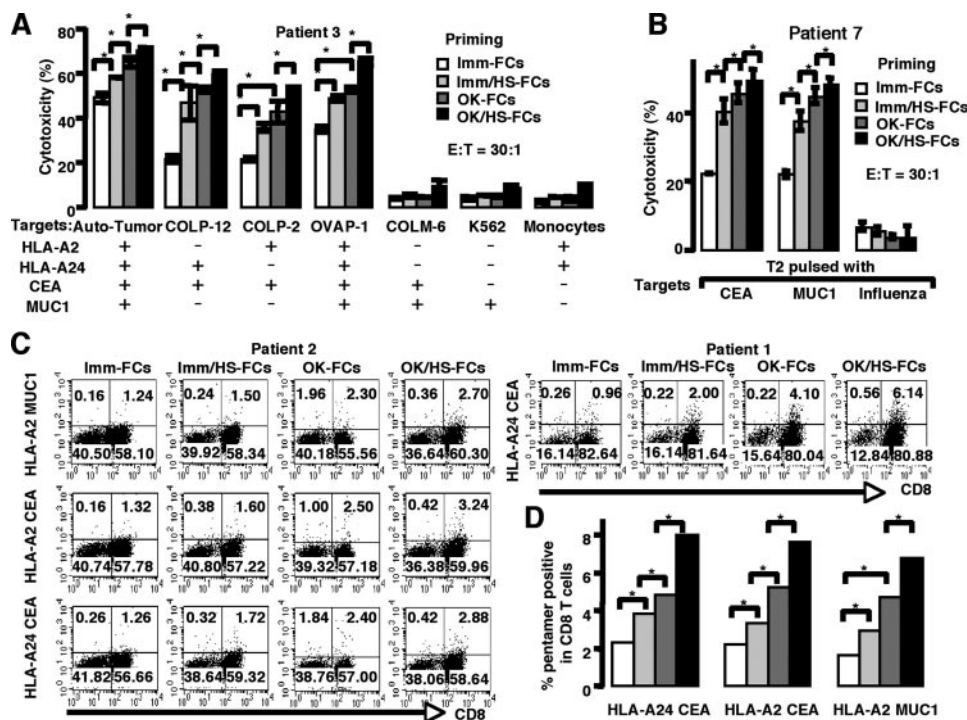 A
Patient 3
Cytotoxicity (%)
80
60
40
20
0
* * * * * * * * * * *
Priming
Imm-FCs
Imm/HS-FCs
OK-FCs
OK/HS-FCs
E:T = 30:1
Targets: Auto-Tumor COLP-12 COLP-2 OVAP-1 COLM-6 K562 Monocytes
HLA-A2 + - + + - - +
HLA-A24 + + - + - - +
CEA + + + + + - -
MUC1 + - - + + + -
B
Patient 7
Cytotoxicity (%)
60
40
20
0
* * * * * *
Priming
Imm-FCs
Imm/HS-FCs
OK-FCs
OK/HS-FCs
E:T = 30:1
T2 pulsed with
Targets CEA MUC1 Influenza
C
Patient 2
Imm-FCs Imm/HS-FCs OK-FCs OK/HS-FCs
HLA-A2 MUC1
0.16 1.24 0.24 1.50 1.96 2.30 0.36 2.70
40.50 58.10 39.92 58.34 40.18 55.56 36.64 60.30
HLA-A2 CEA
0.16 1.32 0.38 1.60 1.00 2.50 0.42 3.24
40.74 57.78 40.80 57.22 39.32 57.18 36.38 59.96
HLA-A24 CEA
0.26 1.26 0.32 1.72 1.84 2.40 0.42 2.88
41.82 56.66 38.64 59.32 38.76 57.00 38.06 58.64
CD8
Patient 1
Imm-FCs Imm/HS-FCs OK-FCs OK/HS-FCs
HLA-A24 CEA
0.26 0.96 0.22 2.00 0.22 4.10 0.56 6.14
16.14 82.64 16.14 81.64 15.64 80.04 12.84 80.88
CD8
D
% pentamer positive
in CD8 T cells
8
6
4
2
0
* * * * * * * * *
HLA-A24 CEA HLA-A2 CEA HLA-A2 MUC1